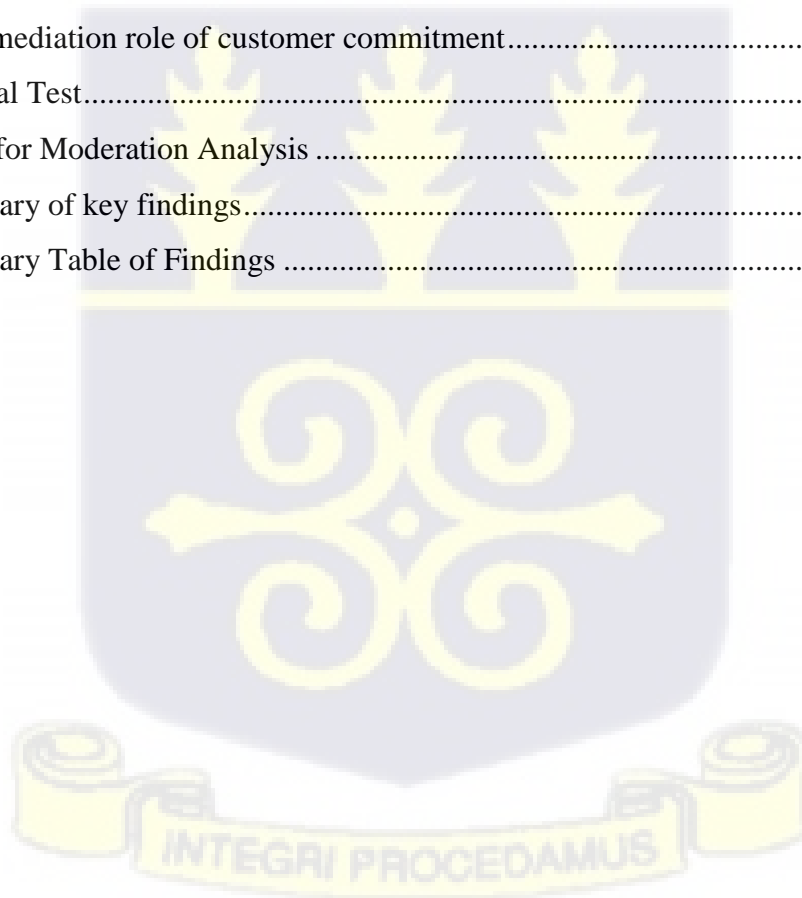 mediation role of customer commitment..............................
al Test..............................................................................
for Moderation Analysis ......................................................
ary of key findings...............................................................
ary Table of Findings ..........................................................
INTEGRI PROCEDAMUS